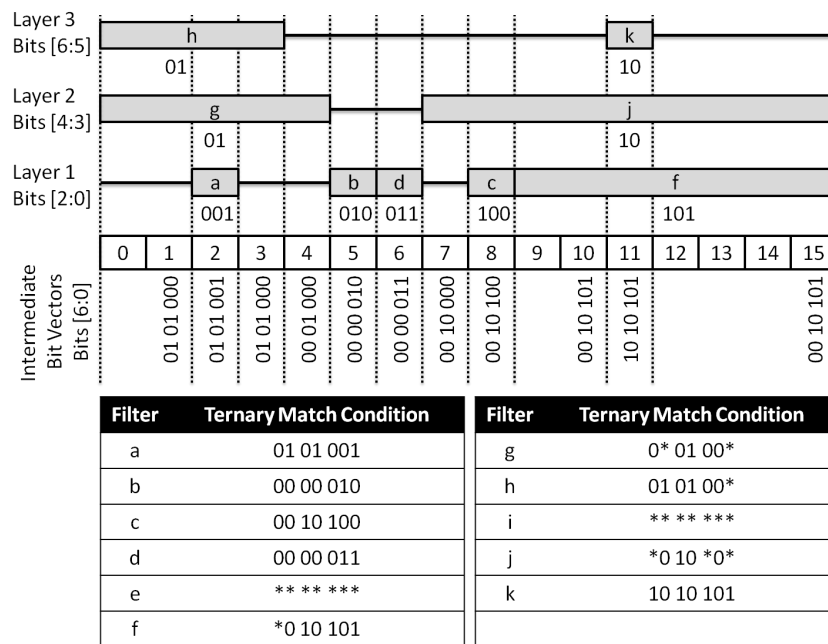 Layer 3
Bits [6:5]
h
k
01
10
Layer 2
Bits [4:3]
g
j
01
10
Layer 1
Bits [2:0]
a
b
d
c
f
001
010
011
100
101
0 1 2 3 4 5 6 7 8 9 10 11 12 13 14 15
Intermediate
Bit Vectors
Bits [6:0]
01 01 000
01 01 001
01 01 000
00 01 000
00 00 010
00 00 011
00 10 000
00 10 100
00 10 101
10 10 101
00 10 101
Filter Ternary Match Condition
a 01 01 001
b 00 00 010
c 00 10 100
d 00 00 011
e ** ** ***
f *0 10 101
Filter Ternary Match Condition
g 0* 01 00*
h 01 01 00*
i ** ** ***
j *0 10 *0*
k 10 10 101